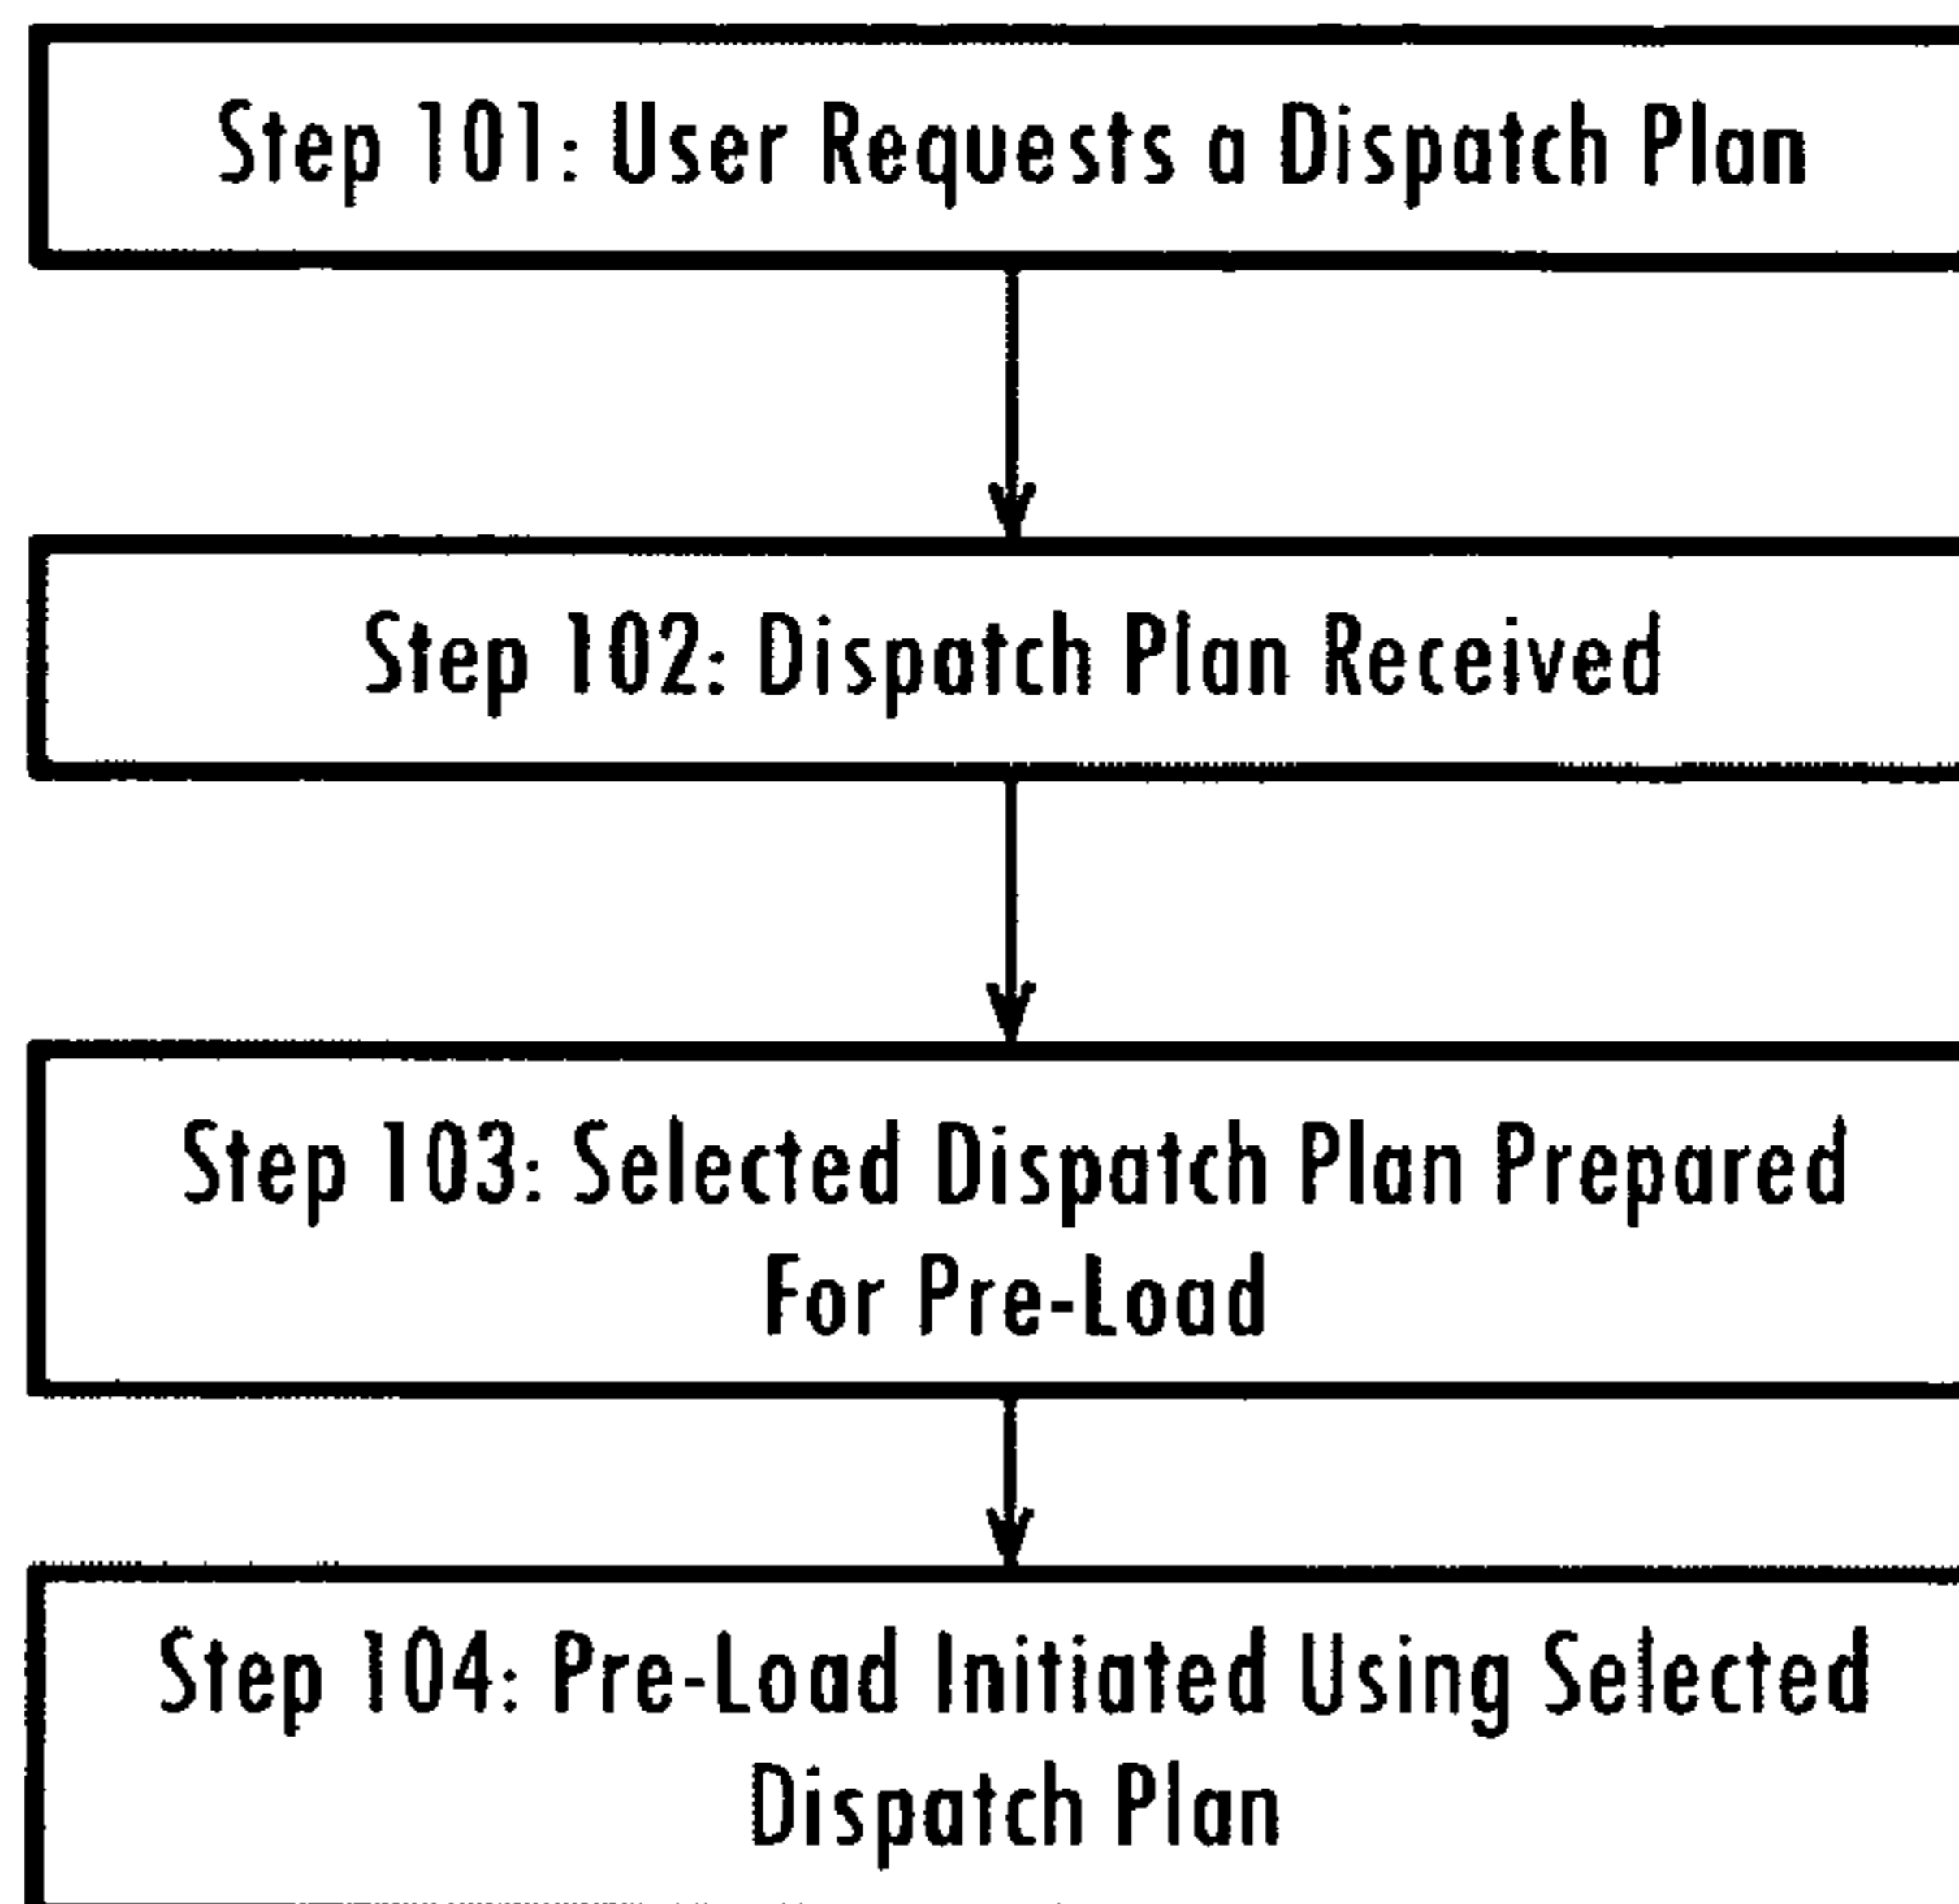 Step 101: User Requests a Dispatch Plan
Step 102: Dispatch Plan Received
Step 103: Selected Dispatch Plan Prepared
For Pre-Load
Step 104: Pre-Load Initiated Using Selected
Dispatch Plan